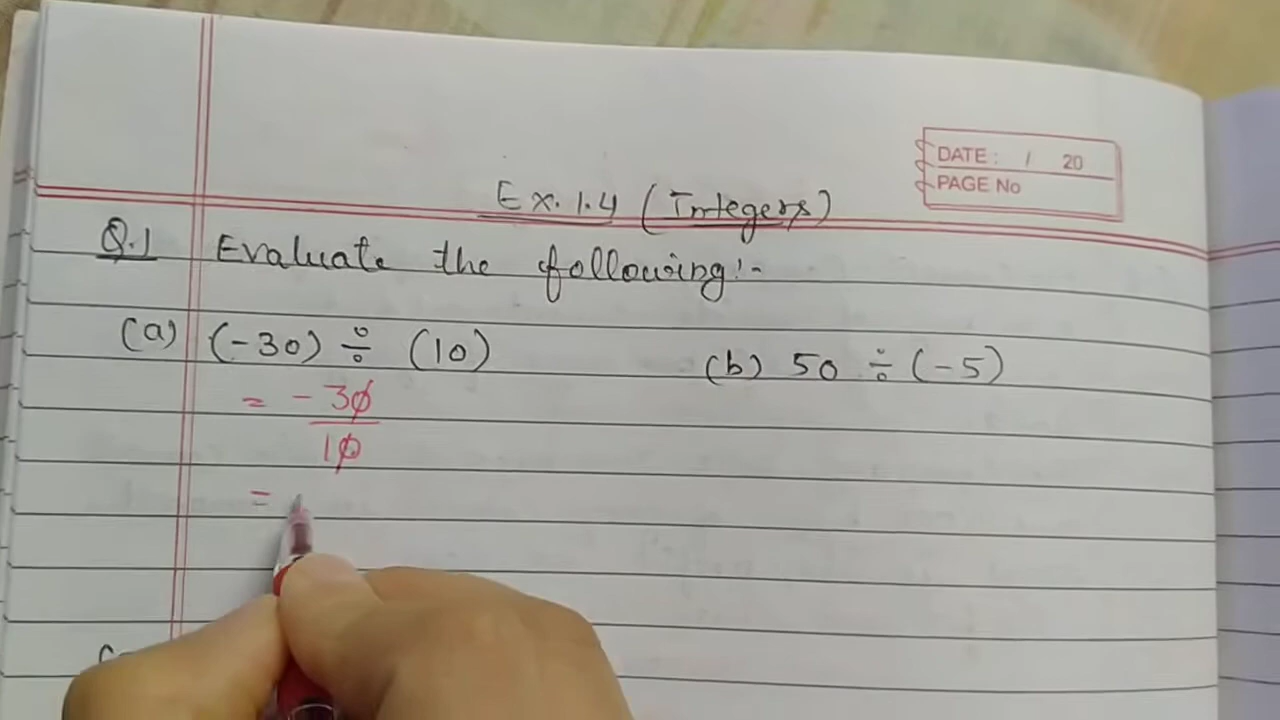 DATE: / 20
PAGE No
Ex. 1.4 (Integers)
Q.1 Evaluate the following:-
(a) (-30) ÷ (10) (b) 50 ÷ (-5)
= -30
10
=